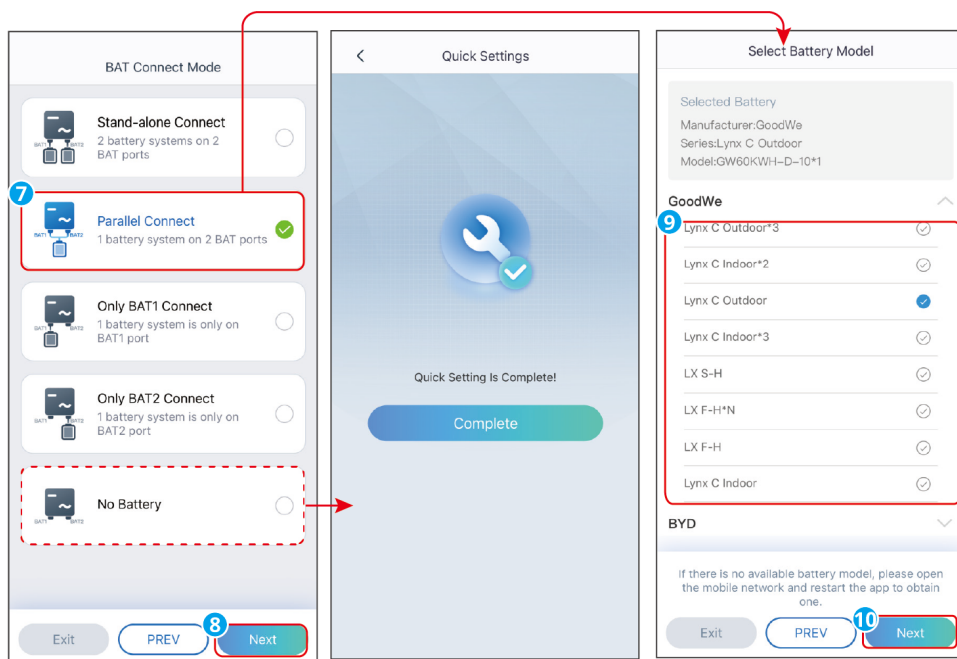 BAT Connect Mode
Stand-alone Connect
2 battery systems on 2
BAT ports
BAT1 BAT2
7
Parallel Connect
1 battery system on 2 BAT ports
BAT1 BAT2
Only BAT1 Connect
1 battery system is only on
BAT1 port
BAT1 BAT2
Only BAT2 Connect
1 battery system is only on
BAT2 port
BAT1 BAT2
No Battery
BAT1 BAT2
8
Exit
PREV
Next
Quick Settings
Quick Setting Is Complete!
Complete
Select Battery Model
Selected Battery
Manufacturer:GoodWe
Series:Lynx C Outdoor
Model:GW60KWH-D-10*1
GoodWe
9
Lynx C Outdoor*3
Lynx C Indoor*2
Lynx C Outdoor
Lynx C Indoor*3
LX S-H
LX F-H*N
LX F-H
Lynx C Indoor
BYD
If there is no available battery model, please open
the mobile network and restart the app to obtain
one.
10
Exit
PREV
Next